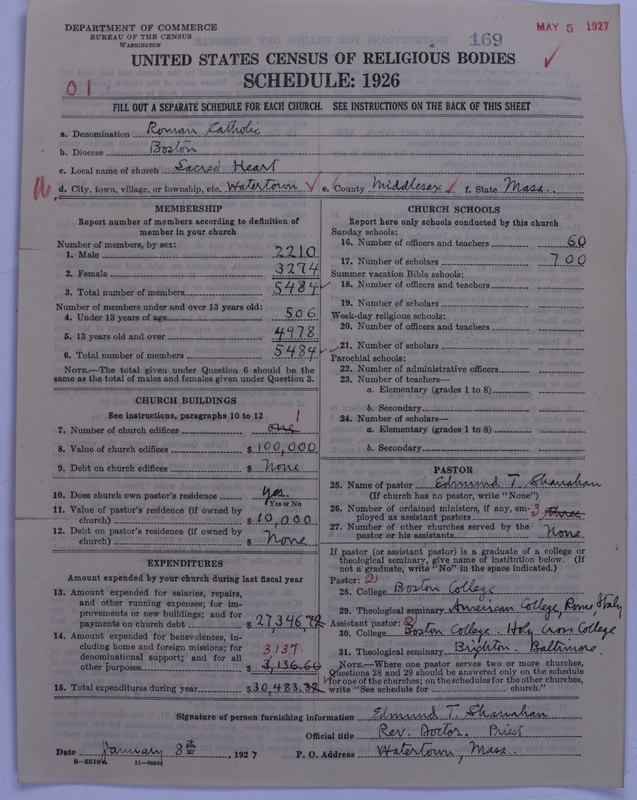 DEPARTMENT OF COMMERCE
BUREAU OF THE CENSUS
WASHINGTON
169
MAY 5 1927
UNITED STATES CENSUS OF RELIGIOUS BODIES
SCHEDULE: 1926
01
FILL OUT A SEPARATE SCHEDULE FOR EACH CHURCH. SEE INSTRUCTIONS ON THE BACK OF THIS SHEET
a. Denomination Roman Catholic
b. Diocese Boston
c. Local name of church Sacred Heart
16 d. City, town, village, or township, etc. Watertown e. County Middlesex f. State Mass.
MEMBERSHIP
Report number of members according to definition of
member in your church
Number of members, by sex:
1. Male 2210
2. Female 3274
3. Total number of members 5484
Number of members under and over 13 years old:
4. Under 13 years of age 506
5. 13 years old and over 4978
6. Total number of members 5484
NOTE.—The total given under Question 6 should be
same as the total of males and females given under Question 3.
CHURCH BUILDINGS
See instructions, paragraphs 10 to 12 1
7. Number of church edifices one
8. Value of church edifices $ 100,000
9. Debt on church edifices $ None
10. Does church own pastor's residence Yes.
Yes or No
11. Value of pastor's residence (if owned by
church) $ 10,000
12. Debt on pastor's residence (if owned by
church) $ None
EXPENDITURES
Amount expended by your church during last fiscal year
13. Amount expended for salaries, repairs,
and other running expenses; for im-
provements or new buildings; and for
payments on church debt $ 27,346.72
14. Amount expended for benevolences, in-
cluding home and foreign missions; for 3137.
denominational support; and for all
other purposes $ 3,136.60
15. Total expenditures during year $ 30,483.32
CHURCH SCHOOLS
Report here only schools conducted by this church
Sunday schools:
16. Number of officers and teachers 60
17. Number of scholars 700
Summer vacation Bible schools:
18. Number of officers and teachers
19. Number of scholars
Week-day religious schools:
20. Number of officers and teachers
21. Number of scholars
Parochial schools:
22. Number of administrative officers
23. Number of teachers—
a. Elementary (grades 1 to 8)
b. Secondary
24. Number of scholars—
a. Elementary (grades 1 to 8)
b. Secondary
PASTOR
25. Name of pastor Edmund T. Shanahan
(If church has no pastor, write "None")
26. Number of ordained ministers, if any, em-
ployed as assistant pastors 3 three
27. Number of other churches served by the
pastor or his assistants None
If pastor (or assistant pastor) is a graduate of a college or
theological seminary, give name of institution below. (If
not a graduate, write "No" in the space indicated.)
Pastor: 2
28. College Boston College
29. Theological seminary American College, Rome, Italy
Assistant pastor: 2
30. College Boston College. Holy Cross College
31. Theological seminary Brighton. Baltimore.
NOTE.—Where one pastor serves two or more churches,
Questions 28 and 29 should be answered only on the schedule
for one of the churches; on the schedules for the other churches,
write "See schedule for church."
Signature of person furnishing information Edmund T. Shanahan
Official title Rev. Doctor. Priest
Date January 8th, 1927 P. O. Address Watertown, Mass.